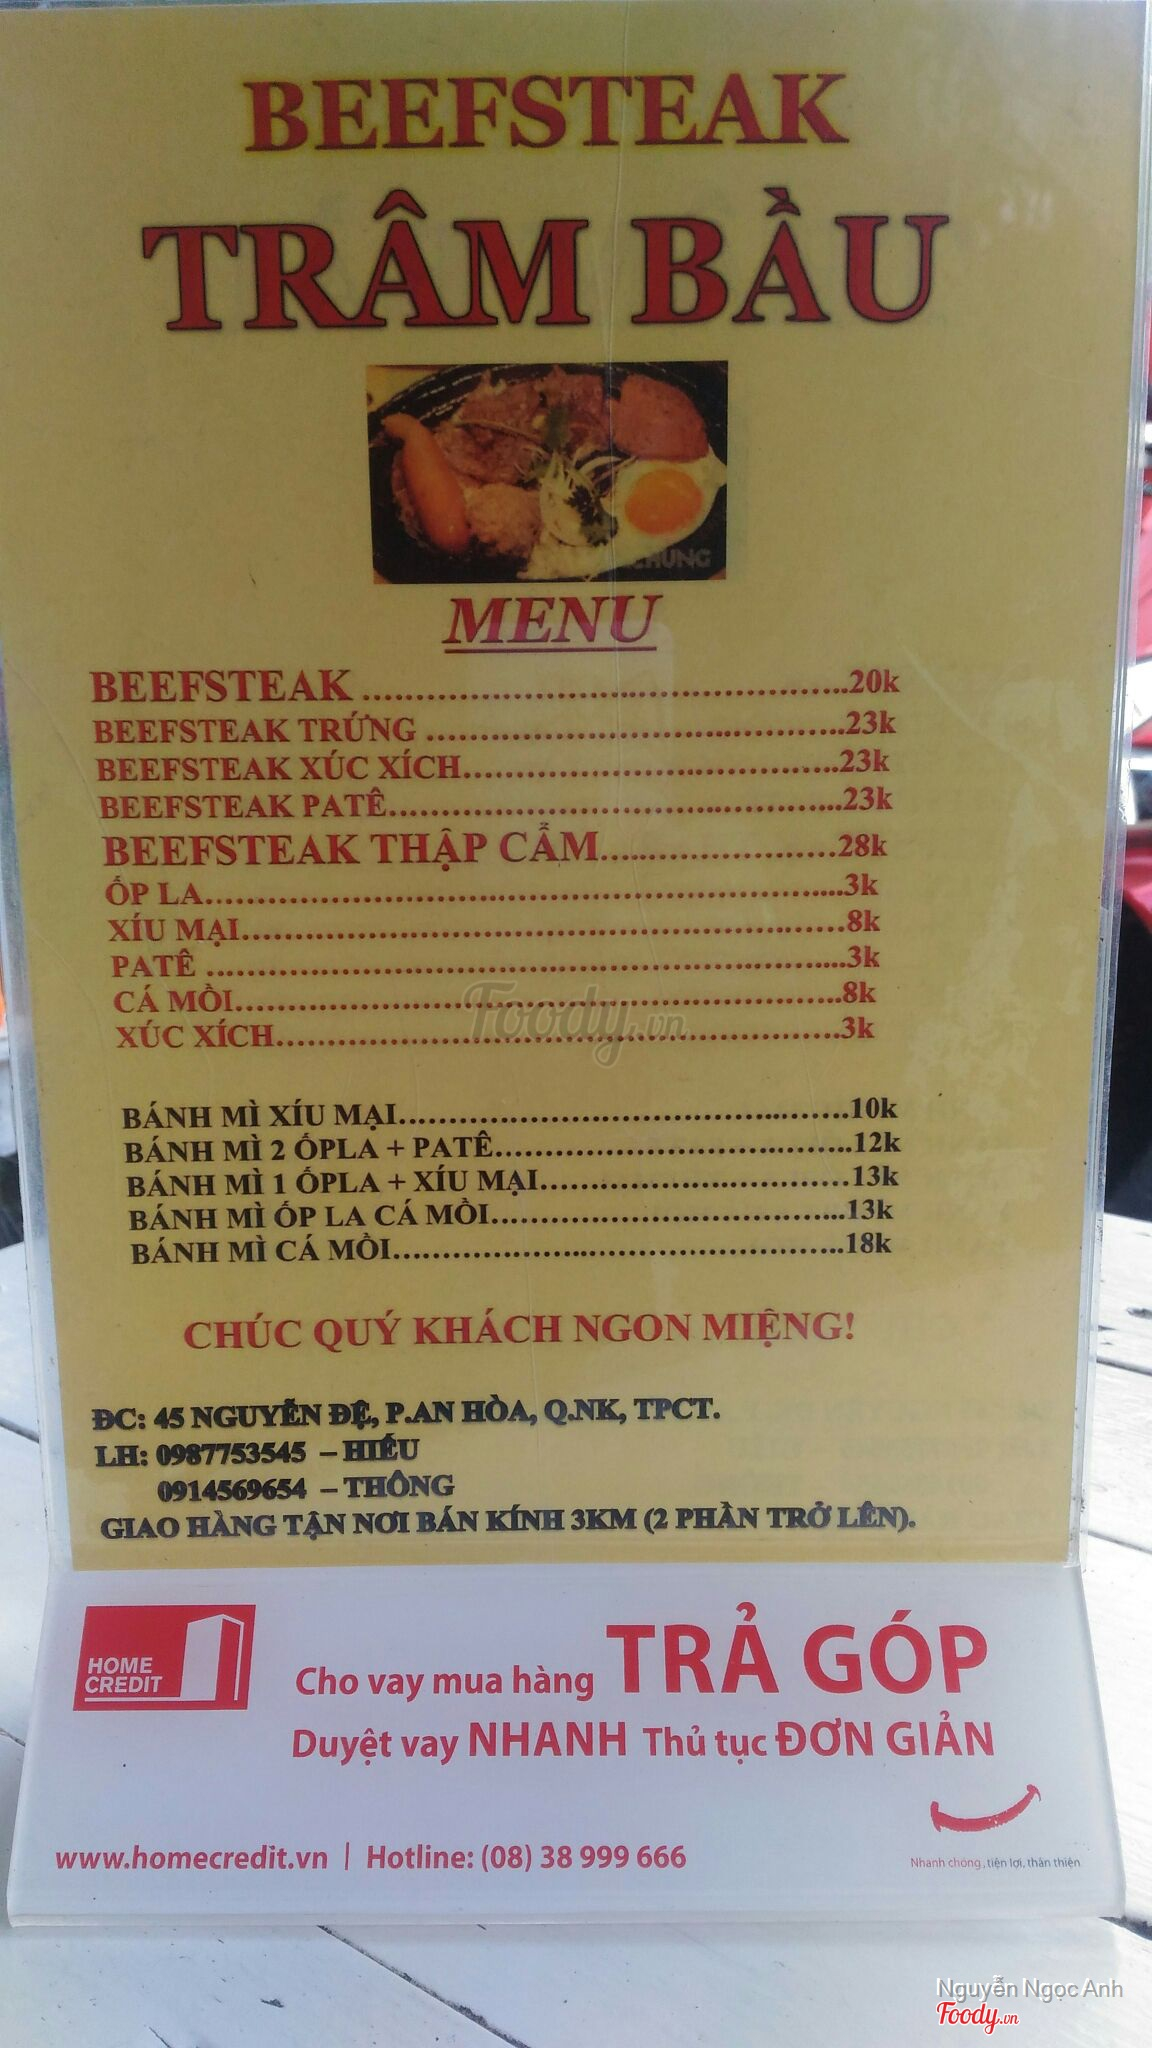 BEEFSTEAK
TRÂM BẦU
CHUNG
MENU
BEEFSTEAK ...........................................................20k
BEEFSTEAK TRỨNG ..................................................23k
BEEFSTEAK XÚC XÍCH.............................................23k
BEEFSTEAK PATÊ......................................................23k
BEEFSTEAK THẬP CẨM............................28k
ỐP LA...........................................................................3k
XÍU MẠI.......................................................................8k
PATÊ ...........................................................................3k
CÁ MÒI.......................................................................8k
XÚC XÍCH..................................................................3k
Foody.vn
BÁNH MÌ XÍU MẠI....................................................10k
BÁNH MÌ 2 ỐPLA + PATÊ..........................................12k
BÁNH MÌ 1 ỐPLA + XÍU MẠI....................................13k
BÁNH MÌ ỐP LA CÁ MÒI..........................................13k
BÁNH MÌ CÁ MÒI.....................................................18k
CHÚC QUÝ KHÁCH NGON MIỆNG!
ĐC: 45 NGUYỄN ĐỆ, P.AN HÒA, Q.NK, TPCT.
LH: 0987753545 – HIẾU
0914569654 – THÔNG
GIAO HÀNG TẬN NƠI BÁN KÍNH 3KM (2 PHẦN TRỞ LÊN).
HOME
CREDIT
Cho vay mua hàng TRẢ GÓP
Duyệt vay NHANH Thủ tục ĐƠN GIẢN
www.homecredit.vn | Hotline: (08) 38 999 666
Nhanh chóng, tiện lợi, thân thiện
Nguyễn Ngọc Anh
Foody.vn